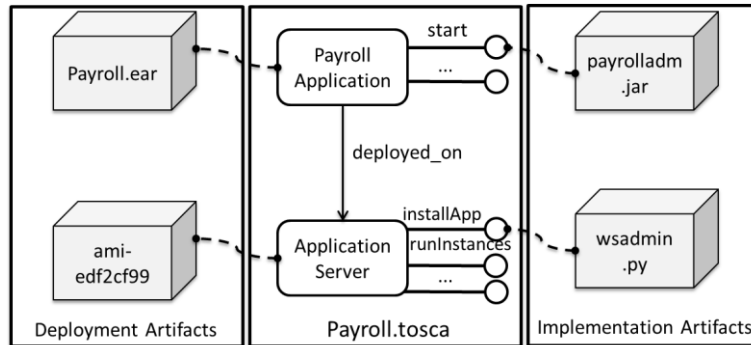 Payroll.ear
Payroll
Application
start
...
payrolladm
.jar
deployed_on
ami-
edf2cf99
Application
Server
installApp
runInstances
...
wsadmin
.py
Deployment Artifacts
Payroll.tosca
Implementation Artifacts